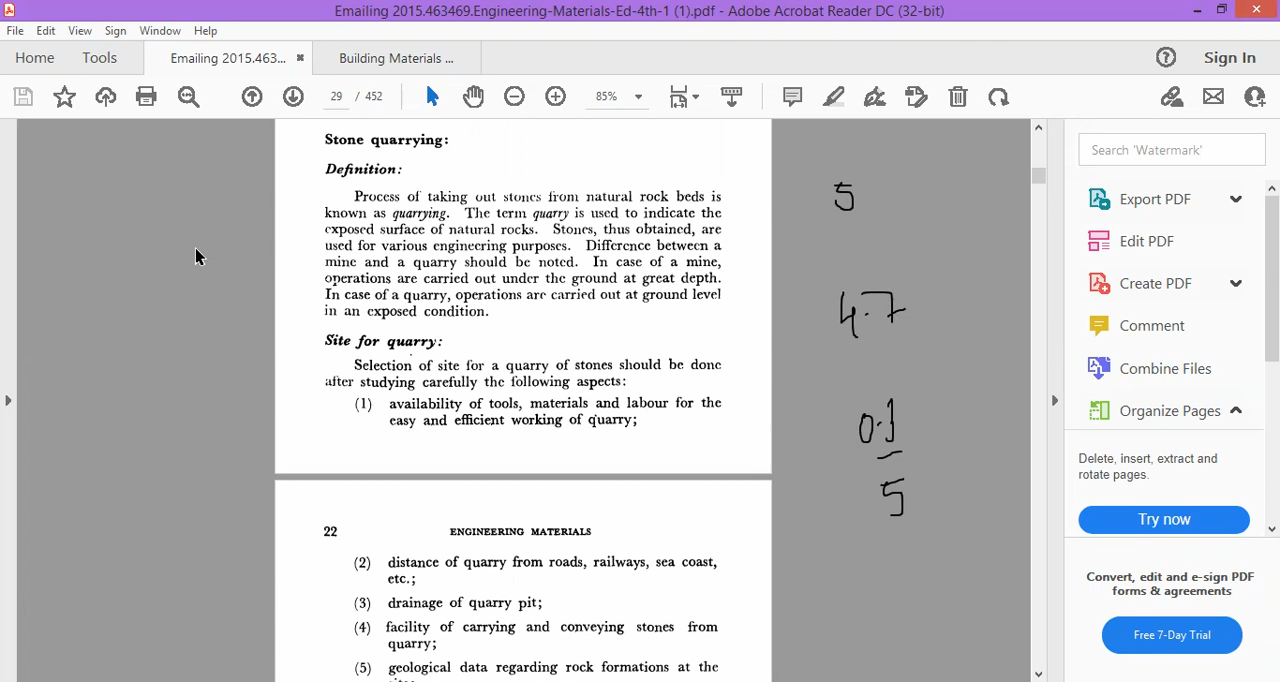 Emailing 2015.463469.Engineering-Materials-Ed-4th-1 (1).pdf - Adobe Acrobat Reader DC (32-bit)
File Edit View Sign Window Help
Home Tools Emailing 2015.463... × Building Materials ... Sign In
29 / 452 85%
Stone quarrying:
Definition:
Process of taking out stones from natural rock beds is
known as quarrying. The term quarry is used to indicate the
exposed surface of natural rocks. Stones, thus obtained, are
used for various engineering purposes. Difference between a
mine and a quarry should be noted. In case of a mine,
operations are carried out under the ground at great depth.
In case of a quarry, operations are carried out at ground level
in an exposed condition.
Site for quarry:
Selection of site for a quarry of stones should be done
after studying carefully the following aspects:
(1) availability of tools, materials and labour for the
easy and efficient working of quarry;
22 ENGINEERING MATERIALS
(2) distance of quarry from roads, railways, sea coast,
etc.;
(3) drainage of quarry pit;
(4) facility of carrying and conveying stones from
quarry;
(5) geological data regarding rock formations at the
5
4.7
0.1
5
Search 'Watermark'
Export PDF
Edit PDF
Create PDF
Comment
Combine Files
Organize Pages
Delete, insert, extract and
rotate pages.
Try now
Convert, edit and e-sign PDF
forms & agreements
Free 7-Day Trial